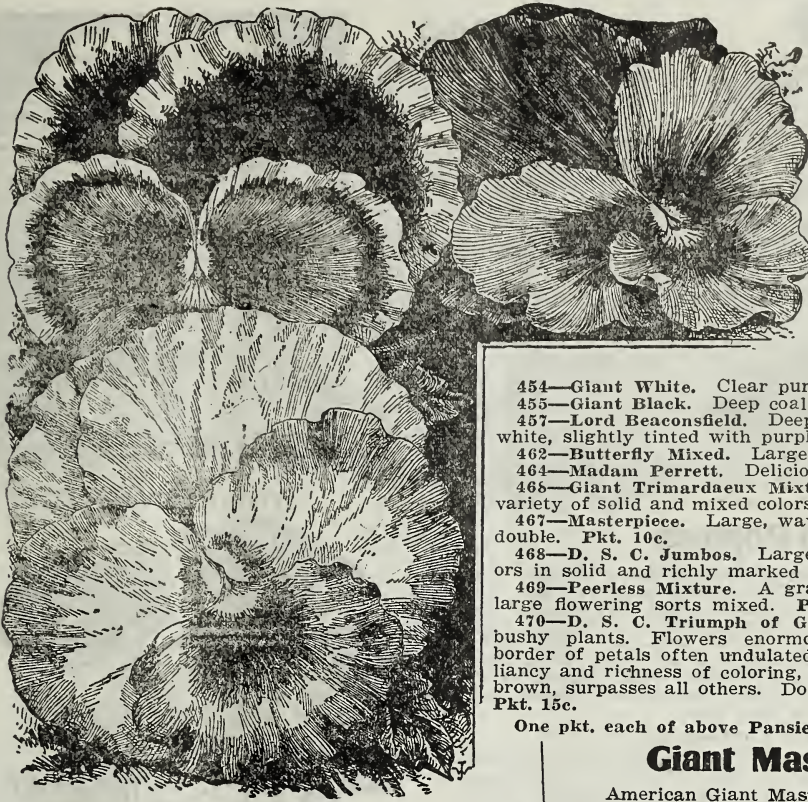 454—Giant White. Clear pur
455—Giant Black. Deep coal
457—Lord Beaconsfield. Deep
white, slightly tinted with purpl
462—Butterfly Mixed. Large
464—Madam Perrett. Delicio
466—Giant Trimardaeux Mixt
variety of solid and mixed colors
467—Masterpiece. Large, wa
double. Pkt. 10c.
468—D. S. C. Jumbos. Large
ors in solid and richly marked
469—Peerless Mixture. A gra
large flowering sorts mixed. P
470—D. S. C. Triumph of G
bushy plants. Flowers enormo
border of petals often undulated
liancy and richness of coloring,
brown, surpasses all others. Do
Pkt. 15c.
One pkt. each of above Pansie
Giant Mas
American Giant Mast